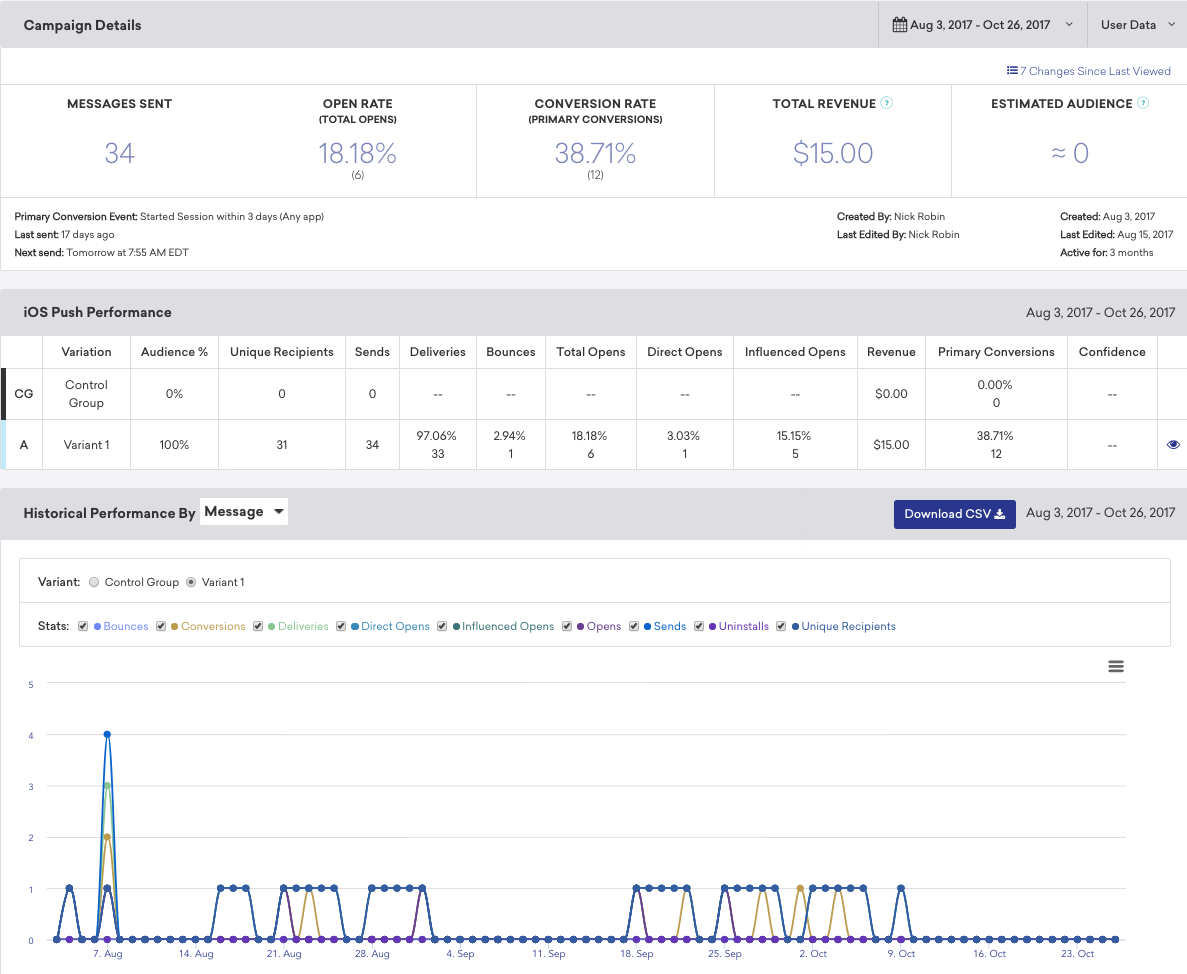 Campaign Details
Aug 3, 2017 - Oct 26, 2017
User Data
7 Changes Since Last Viewed
MESSAGES SENT
34
OPEN RATE
(TOTAL OPENS)
18.18%
(6)
CONVERSION RATE
(PRIMARY CONVERSIONS)
38.71%
(12)
TOTAL REVENUE ?
$15.00
ESTIMATED AUDIENCE ?
≈ 0
Primary Conversion Event: Started Session within 3 days (Any app)
Last sent: 17 days ago
Next send: Tomorrow at 7:55 AM EDT
Created By: Nick Robin
Last Edited By: Nick Robin
Created: Aug 3, 2017
Last Edited: Aug 15, 2017
Active for: 3 months
iOS Push Performance
Aug 3, 2017 - Oct 26, 2017
Variation Audience % Unique Recipients Sends Deliveries Bounces Total Opens Direct Opens Influenced Opens Revenue Primary Conversions Confidence
CG Control Group 0% 0 0 -- -- -- -- -- $0.00 0.00% 0 --
A Variant 1 100% 31 34 97.06% 33 2.94% 1 18.18% 6 3.03% 1 15.15% 5 $15.00 38.71% 12 --
Historical Performance By Message
Download CSV
Aug 3, 2017 - Oct 26, 2017
Variant: Control Group Variant 1
Stats: Bounces Conversions Deliveries Direct Opens Influenced Opens Opens Sends Uninstalls Unique Recipients
5
4
3
2
1
0
7. Aug 14. Aug 21. Aug 28. Aug 4. Sep 11. Sep 18. Sep 25. Sep 2. Oct 9. Oct 16. Oct 23. Oct